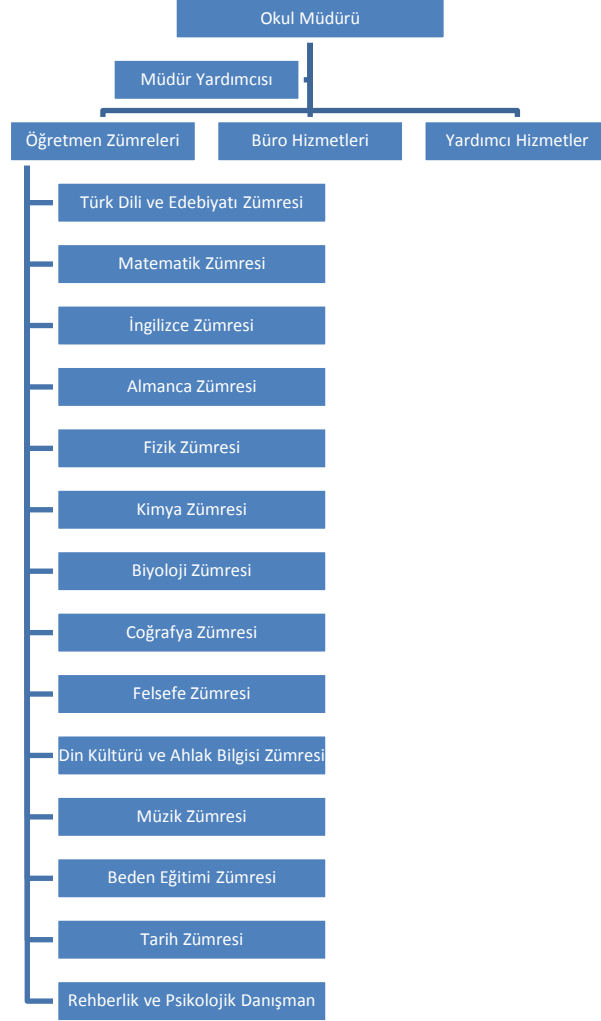 Okul Müdürü
Müdür Yardımcısı
Öğretmen Zümreleri
Büro Hizmetleri
Yardımcı Hizmetler
Türk Dili ve Edebiyatı Zümresi
Matematik Zümresi
İngilizce Zümresi
Almanca Zümresi
Fizik Zümresi
Kimya Zümresi
Biyoloji Zümresi
Coğrafya Zümresi
Felsefe Zümresi
Din Kültürü ve Ahlak Bilgisi Zümresi
Müzik Zümresi
Beden Eğitimi Zümresi
Tarih Zümresi
Rehberlik ve Psikolojik Danışman